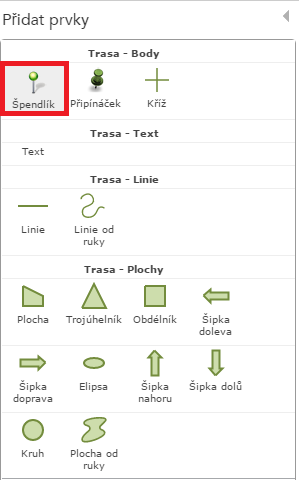 Přidat prvky
Trasa - Body
Špendlík Připínáček Kříž
Trasa - Text
Text
Trasa - Linie
Linie Linie od
ruky
Trasa - Plochy
Plocha Trojúhelník Obdélník Šipka
doleva
Šipka Elipsa Šipka Šipka dolů
doprava nahoru
Kruh Plocha od
ruky